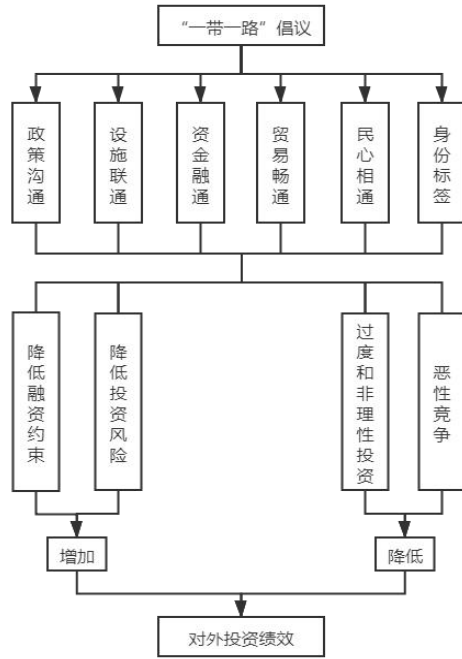 “一带一路”倡议
政策沟通
设施联通
资金融通
贸易畅通
民心相通
身份标签
降低融资约束
降低投资风险
过度和非理性投资
恶性竞争
增加
降低
对外投资绩效